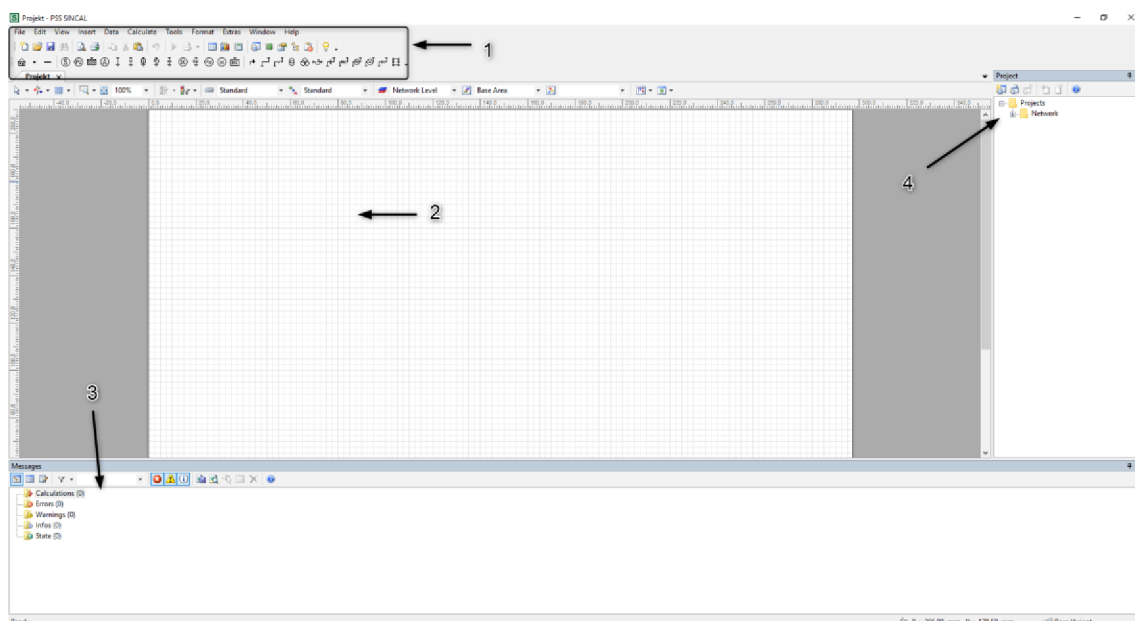 Projekt - PSS SINCAL
File Edit View Insert Data Calculate Tools Format Extras Window Help
1
Projekt x
Project
100% Standard Standard Network Level Base Area
Projects
Network
4
2
3
Messages
Calculations (0)
Errors (0)
Warnings (0)
Infos (0)
State (0)